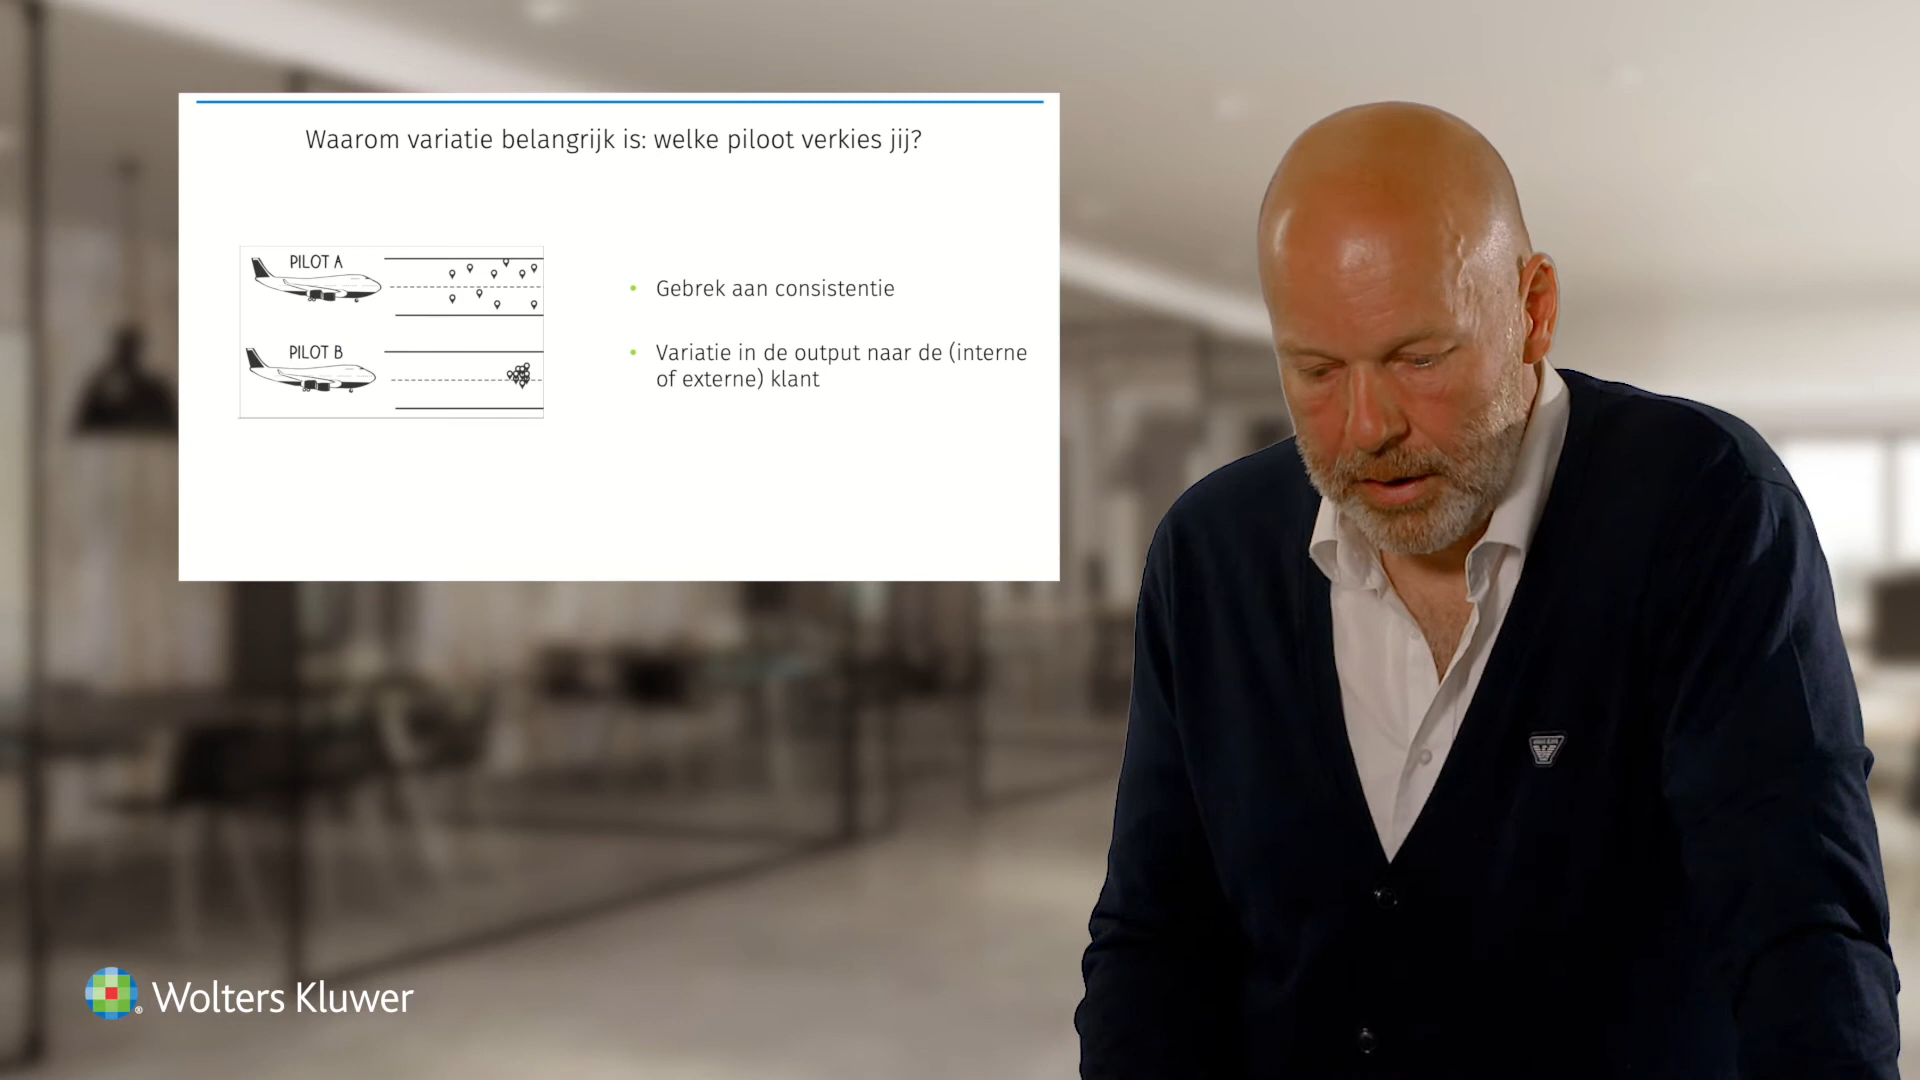 Waarom variatie belangrijk is: welke piloot verkies jij?
PILOT A
PILOT B
• Gebrek aan consistentie
• Variatie in de output naar de (interne
of externe) klant
Wolters Kluwer